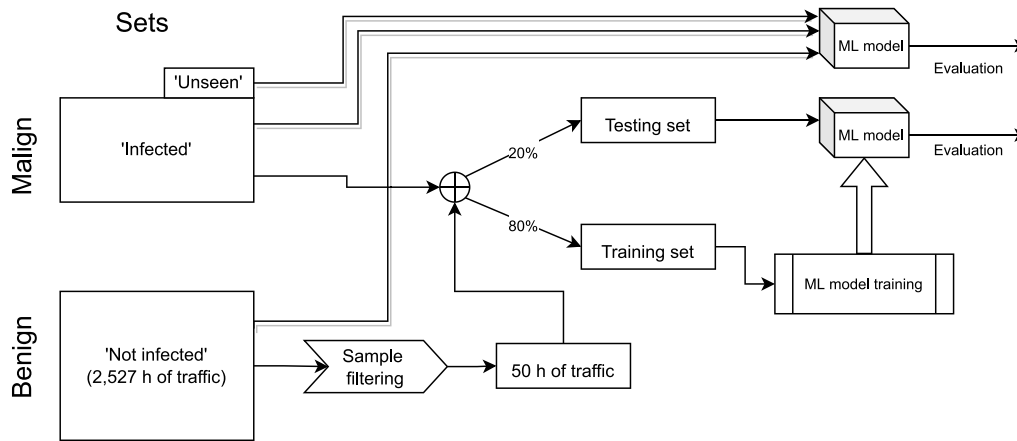 Sets
Malign
Benign
'Unseen'
'Infected'
'Not infected'
(2,527 h of traffic)
Sample
filtering
50 h of traffic
20%
80%
Testing set
Training set
ML model training
ML model
Evaluation
ML model
Evaluation